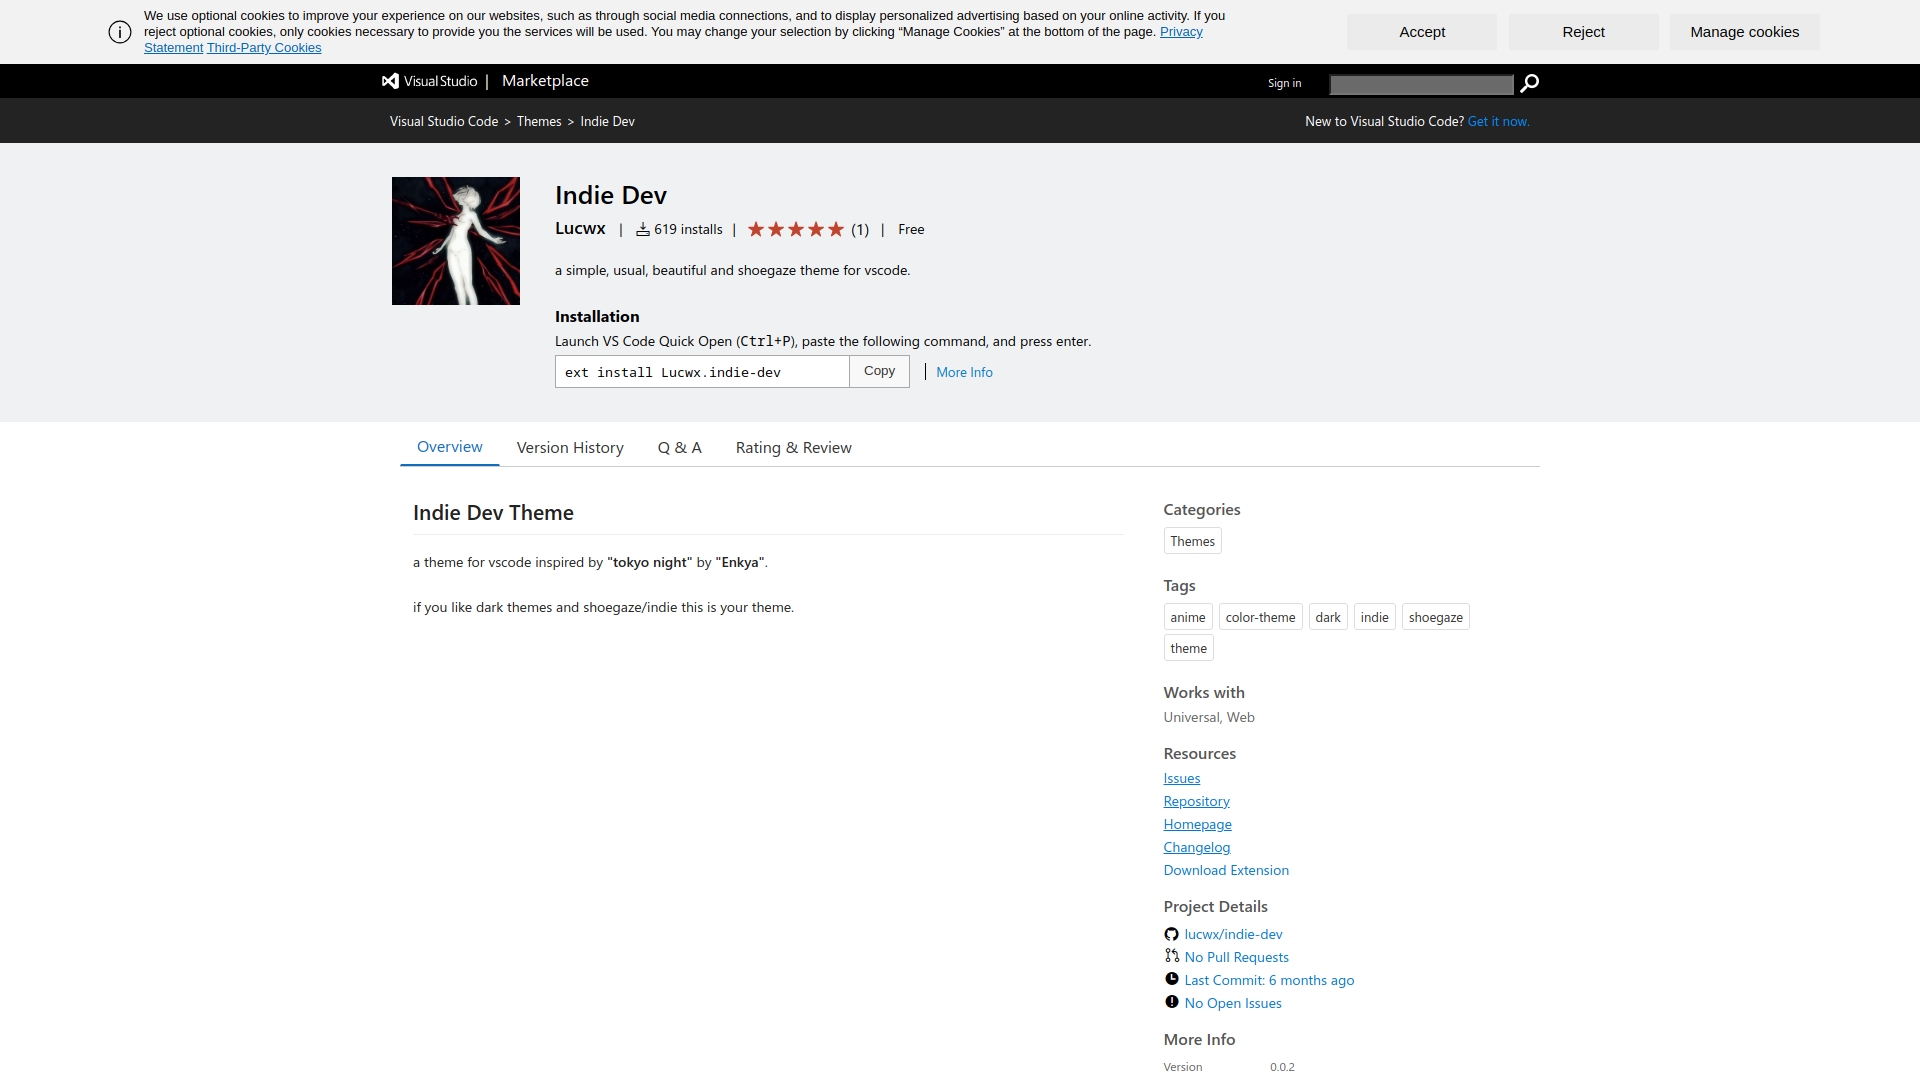 We use optional cookies to improve your experience on our websites, such as through social media connections, and to display personalized advertising based on your online activity. If you
reject optional cookies, only cookies necessary to provide you the services will be used. You may change your selection by clicking “Manage Cookies” at the bottom of the page. Privacy
Statement Third-Party Cookies
Accept
Reject
Manage cookies
Visual Studio | Marketplace
Sign in
Visual Studio Code > Themes > Indie Dev
New to Visual Studio Code? Get it now.
Indie Dev
Lucwx | 619 installs | (1) | Free
a simple, usual, beautiful and shoegaze theme for vscode.
Installation
Launch VS Code Quick Open (Ctrl+P), paste the following command, and press enter.
ext install Lucwx.indie-dev
Copy
More Info
Overview
Version History
Q & A
Rating & Review
Indie Dev Theme
a theme for vscode inspired by "tokyo night" by "Enkya".
if you like dark themes and shoegaze/indie this is your theme.
Categories
Themes
Tags
anime color-theme dark indie shoegaze
theme
Works with
Universal, Web
Resources
Issues
Repository
Homepage
Changelog
Download Extension
Project Details
lucwx/indie-dev
No Pull Requests
Last Commit: 6 months ago
No Open Issues
More Info
Version 0.0.2